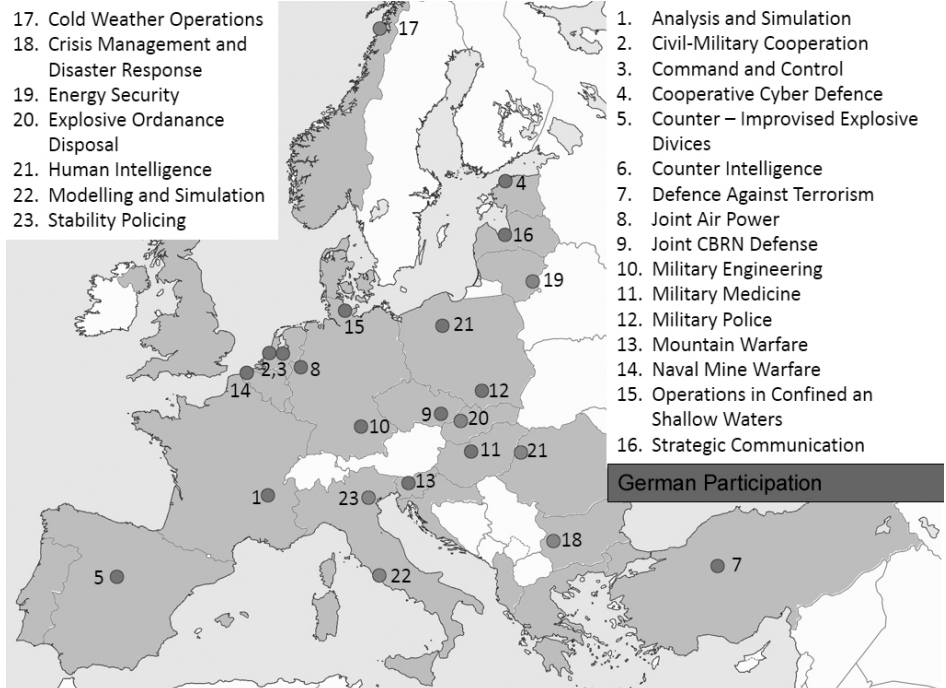 17. Cold Weather Operations
18. Crisis Management and
Disaster Response
19. Energy Security
20. Explosive Ordanance
Disposal
21. Human Intelligence
22. Modelling and Simulation
23. Stability Policing
1. Analysis and Simulation
2. Civil-Military Cooperation
3. Command and Control
4. Cooperative Cyber Defence
5. Counter – Improvised Explosive
Divices
6. Counter Intelligence
7. Defence Against Terrorism
8. Joint Air Power
9. Joint CBRN Defense
10. Military Engineering
11. Military Medicine
12. Military Police
13. Mountain Warfare
14. Naval Mine Warfare
15. Operations in Confined an
Shallow Waters
16. Strategic Communication
German Participation
17
4
16
19
15
21
2,3
8
14
12
9
20
10
11
21
13
1
23
18
7
5
22